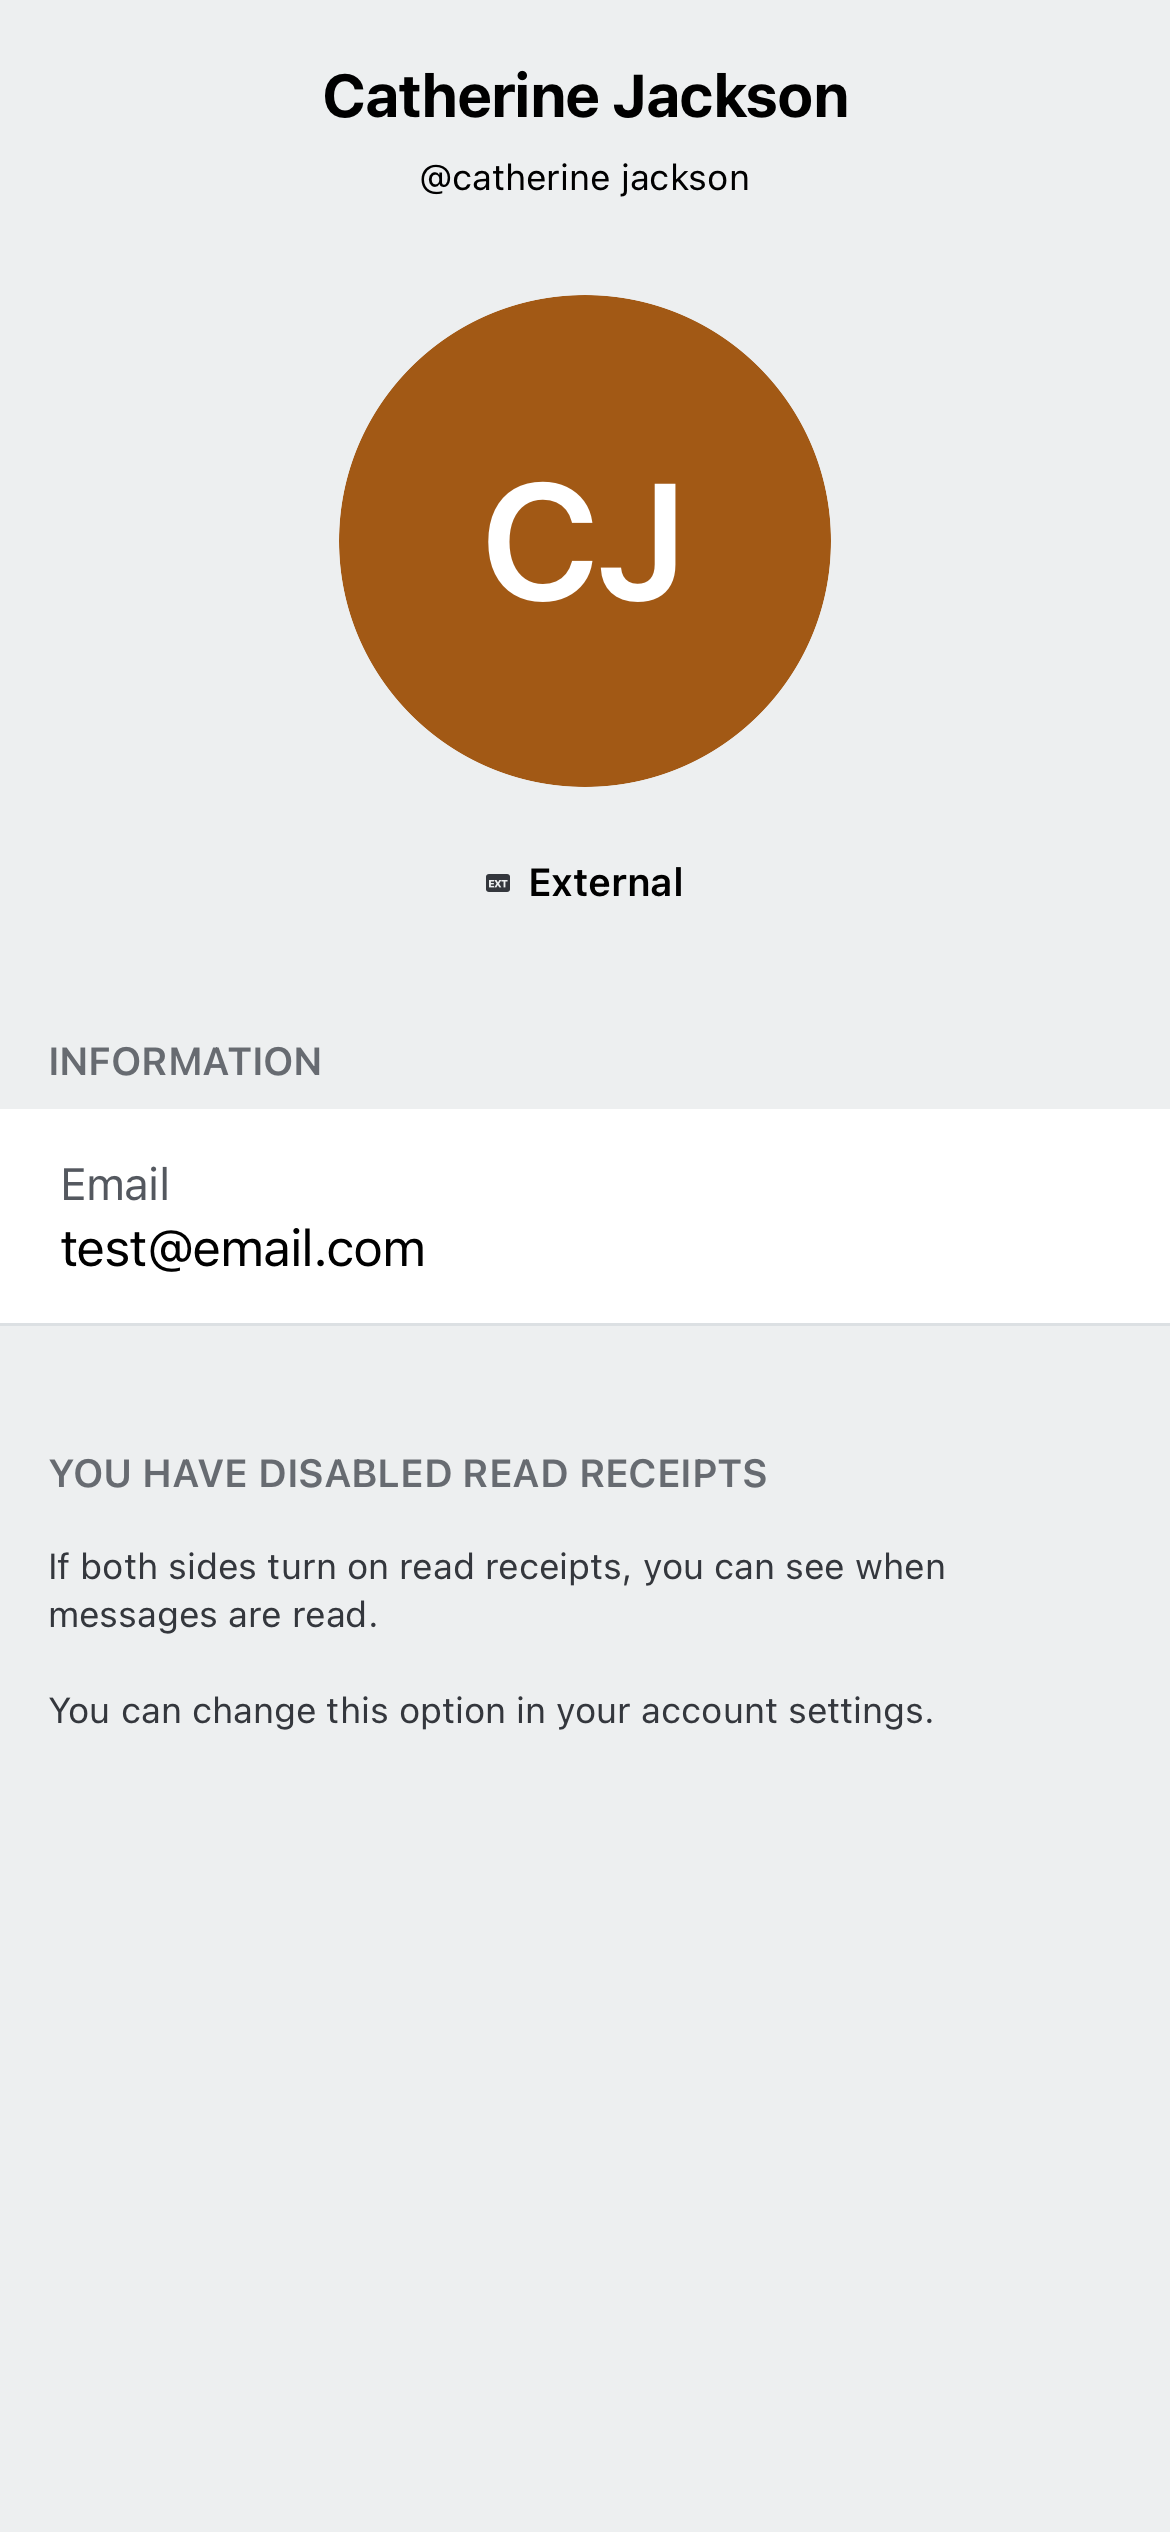 Catherine Jackson
@catherine jackson
CJ
EXT External
INFORMATION
Email
test@email.com
YOU HAVE DISABLED READ RECEIPTS
If both sides turn on read receipts, you can see when
messages are read.
You can change this option in your account settings.